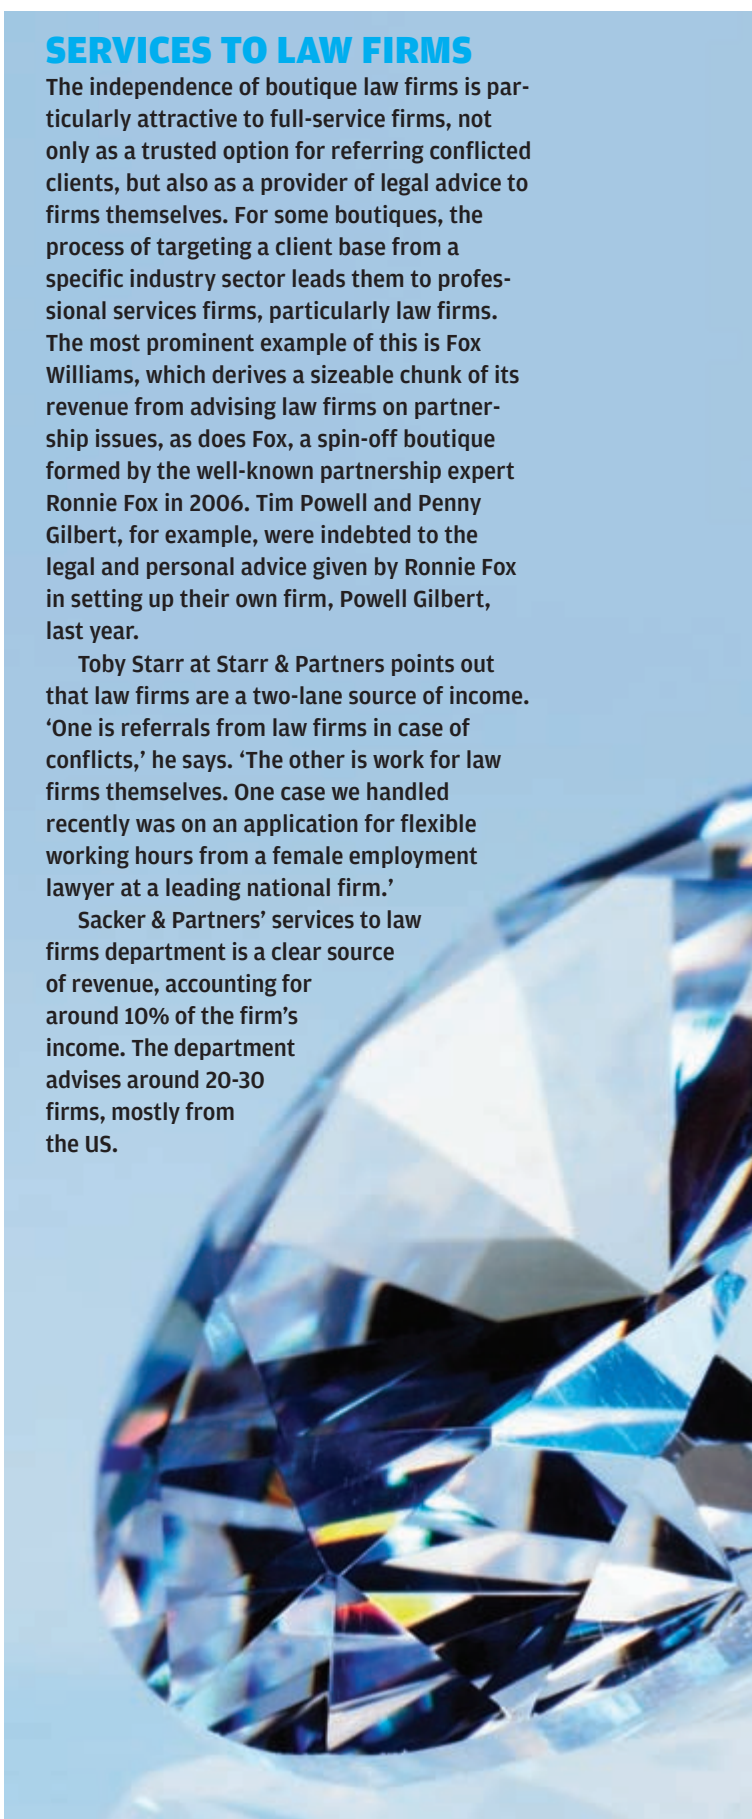 SERVICES TO LAW FIRMS
The independence of boutique law firms is par-
ticularly attractive to full-service firms, not
only as a trusted option for referring conflicted
clients, but also as a provider of legal advice to
firms themselves. For some boutiques, the
process of targeting a client base from a
specific industry sector leads them to profes-
sional services firms, particularly law firms.
The most prominent example of this is Fox
Williams, which derives a sizeable chunk of its
revenue from advising law firms on partner-
ship issues, as does Fox, a spin-off boutique
formed by the well-known partnership expert
Ronnie Fox in 2006. Tim Powell and Penny
Gilbert, for example, were indebted to the
legal and personal advice given by Ronnie Fox
in setting up their own firm, Powell Gilbert,
last year.
Toby Starr at Starr & Partners points out
that law firms are a two-lane source of income.
‘One is referrals from law firms in case of
conflicts,’ he says. ‘The other is work for law
firms themselves. One case we handled
recently was on an application for flexible
working hours from a female employment
lawyer at a leading national firm.’
Sacker & Partners’ services to law
firms department is a clear source
of revenue, accounting for
around 10% of the firm’s
income. The department
advises around 20-30
firms, mostly from
the US.